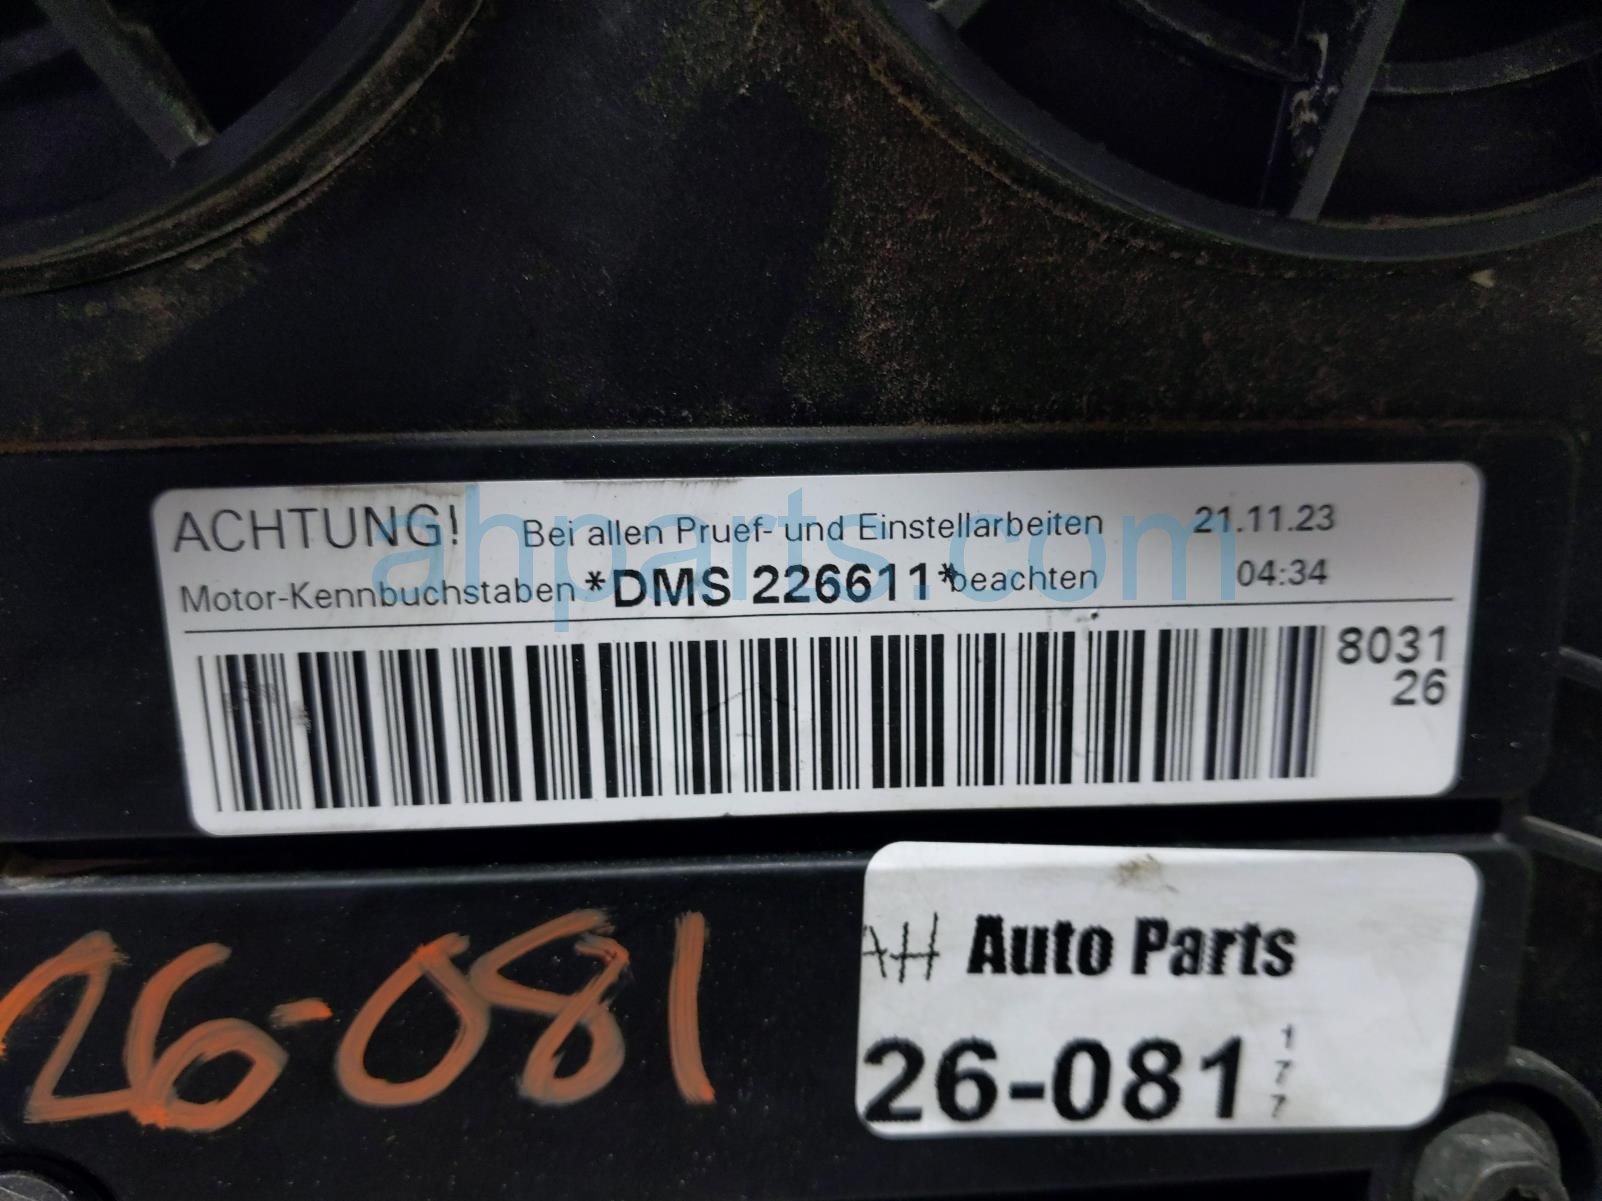 ACHTUNG! Bei allen Pruef- und Einstellarbeiten 21.11.23
Motor-Kennbuchstaben *DMS 226611* beachten 04:34
8031
26
ahparts.com
26-081
AH Auto Parts
26-081 177